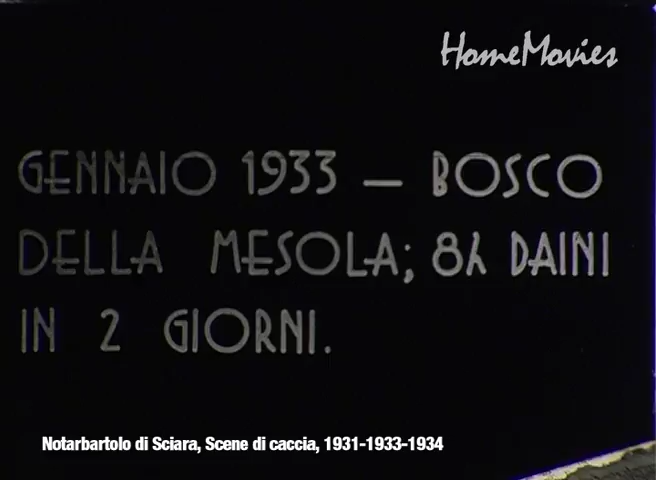 HomeMovies
GENNAIO 1933 — BOSCO
DELLA MESOLA; 84 DAINI
IN 2 GIORNI.
Notarbartolo di Sciara, Scene di caccia, 1931-1933-1934